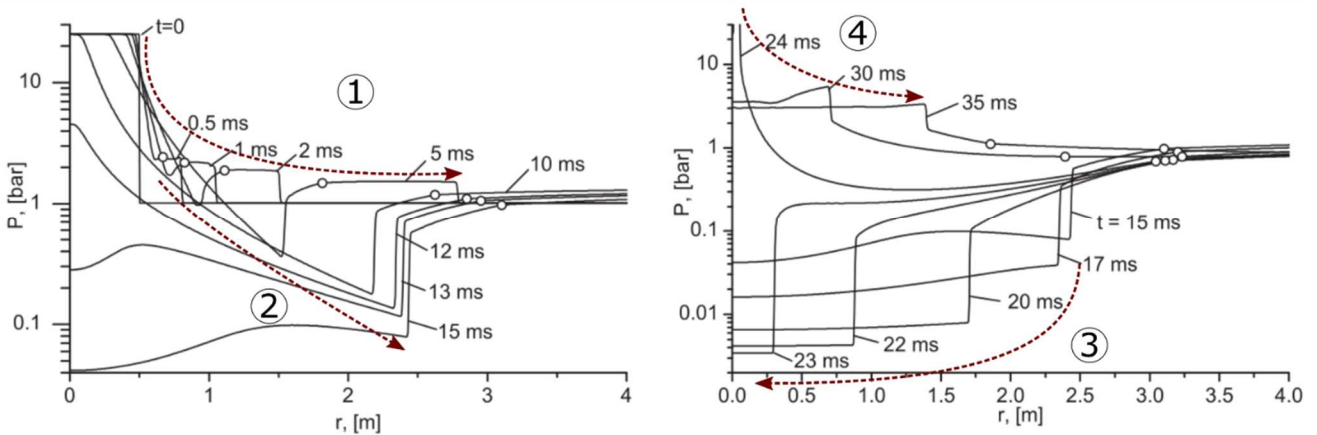 t=0
①
0.5 ms
1 ms
2 ms
5 ms
10 ms
12 ms
②
13 ms
15 ms
10
1
0.1
P, [bar]
0
1
2
3
4
r, [m]
④
24 ms
30 ms
35 ms
t = 15 ms
17 ms
20 ms
③
22 ms
23 ms
10
1
0.1
0.01
P, [bar]
0.0
0.5
1.0
1.5
2.0
2.5
3.0
3.5
4.0
r, [m]